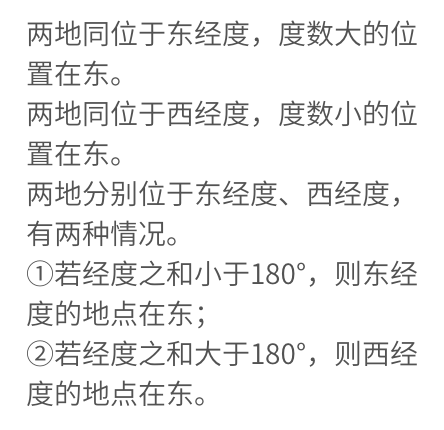 两地同位于东经度，度数大的位
置在东。
两地同位于西经度，度数小的位
置在东。
两地分别位于东经度、西经度，
有两种情况。
①若经度之和小于180°，则东经
度的地点在东；
②若经度之和大于180°，则西经
度的地点在东。